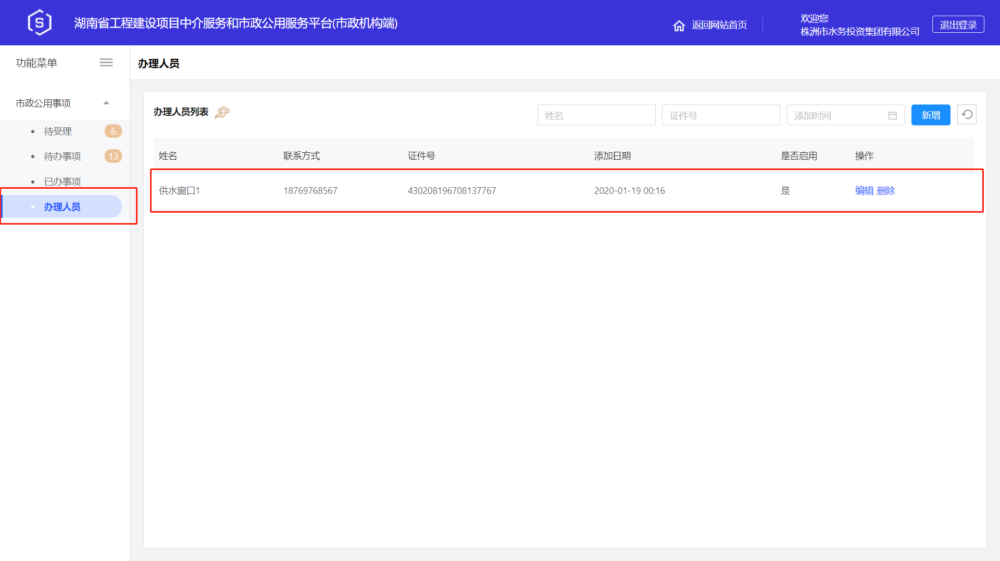 湖南省工程建设项目中介服务和市政公用服务平台(市政机构端)
返回网站首页
欢迎您
株洲市水务投资集团有限公司
退出登录
功能菜单
办理人员
市政公用事项
待受理 6
待办事项 13
已办事项
办理人员
办理人员列表
姓名 证件号 添加时间 新增
姓名 联系方式 证件号 添加日期 是否启用 操作
供水窗口1 18769768567 430208196708137767 2020-01-19 00:16 是 编辑 删除